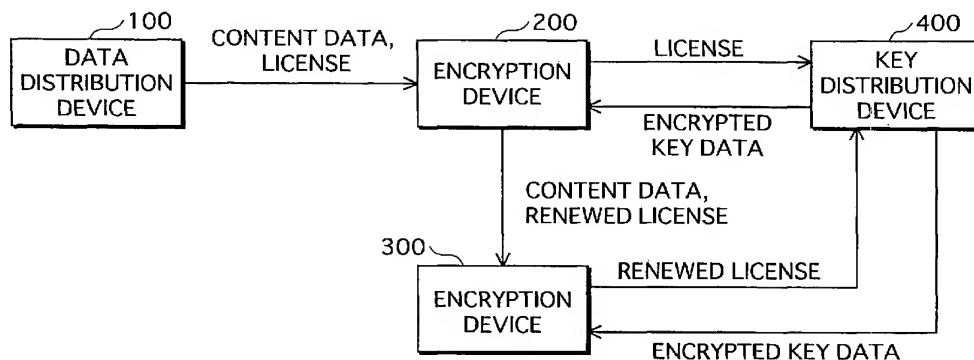 100
DATA
DISTRIBUTION
DEVICE
CONTENT DATA,
LICENSE
200
ENCRYPTION
DEVICE
LICENSE
ENCRYPTED
KEY DATA
400
KEY
DISTRIBUTION
DEVICE
CONTENT DATA,
RENEWED LICENSE
300
ENCRYPTION
DEVICE
RENEWED LICENSE
ENCRYPTED KEY DATA